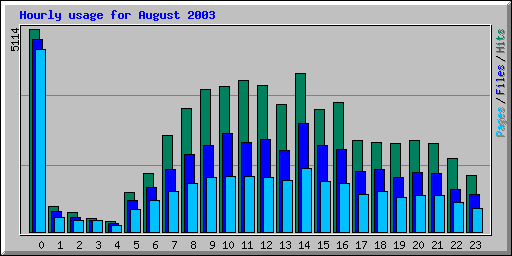 Hourly usage for August 2003
5114
Pages/Files/Hits
0 1 2 3 4 5 6 7 8 9 10 11 12 13 14 15 16 17 18 19 20 21 22 23